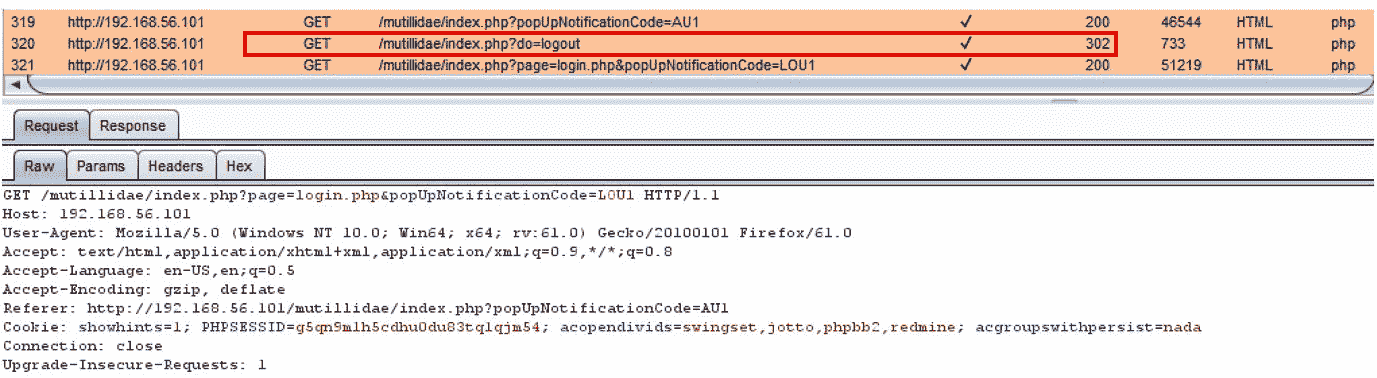 319 http://192.168.56.101 GET /mutillidae/index.php?popUpNotificationCode=AU1 ✓ 200 46544 HTML php
320 http://192.168.56.101 GET /mutillidae/index.php?do=logout ✓ 302 733 HTML php
321 http://192.168.56.101 GET /mutillidae/index.php?page=login.php&popUpNotificationCode=LOU1 ✓ 200 51219 HTML php
Request Response
Raw Params Headers Hex
GET /mutillidae/index.php?page=login.php&popUpNotificationCode=LOU1 HTTP/1.1
Host: 192.168.56.101
User-Agent: Mozilla/5.0 (Windows NT 10.0; Win64; x64; rv:61.0) Gecko/20100101 Firefox/61.0
Accept: text/html,application/xhtml+xml,application/xml;q=0.9,*/*;q=0.8
Accept-Language: en-US,en;q=0.5
Accept-Encoding: gzip, deflate
Referer: http://192.168.56.101/mutillidae/index.php?popUpNotificationCode=AU1
Cookie: showhints=1; PHPSESSID=g5qn9m1h5cdhu0du83tq1qjm54; acopendivids=swingset,jotto,phpbb2,redmine; acgroupswithpersist=nada
Connection: close
Upgrade-Insecure-Requests: 1